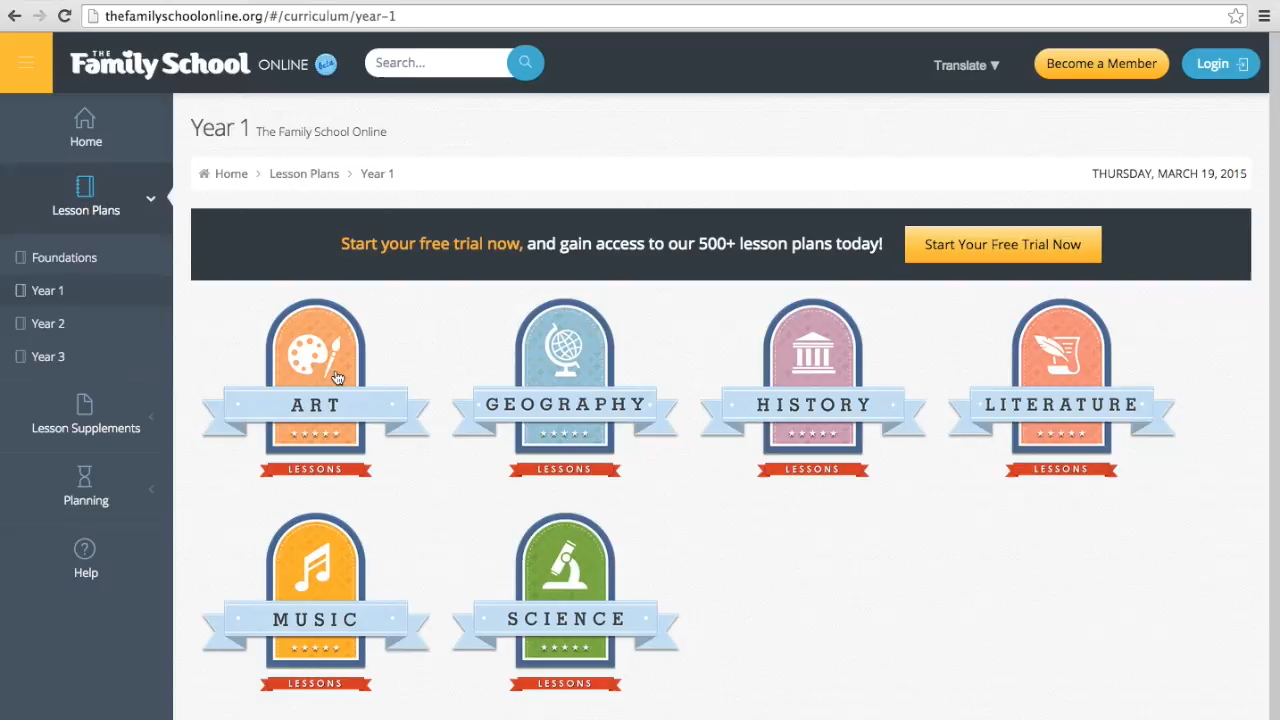 thefamilyschoolonline.org/#/curriculum/year-1
THE
Family School ONLINE beta
Search...
Translate ▼
Become a Member
Login
Home
Lesson Plans
Foundations
Year 1
Year 2
Year 3
Lesson Supplements
Planning
Help
Year 1 The Family School Online
Home > Lesson Plans > Year 1
THURSDAY, MARCH 19, 2015
Start your free trial now, and gain access to our 500+ lesson plans today!
Start Your Free Trial Now
ART
LESSONS
GEOGRAPHY
LESSONS
HISTORY
LESSONS
LITERATURE
LESSONS
MUSIC
LESSONS
SCIENCE
LESSONS